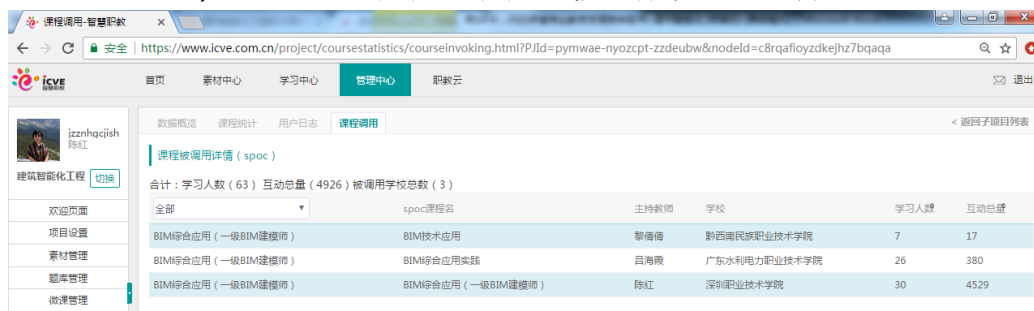 课程调用-智慧职教
安全 https://www.icve.com.cn/project/coursestatistics/courseinvoking.html?PJId=pymwae-nyozcpt-zzdeubw&nodeId=c8rqafioyzdkejhz7bqaqa
icve 智慧职教 首页 素材中心 学习中心 管理中心 职教云 退出
jzznhgcjish
陈红
建筑智能化工程 切换
欢迎页面
项目设置
素材管理
题库管理
微课管理
数据概览 课程统计 用户日志 课程调用 < 返回子项目列表
课程被调用详情（spoc）
合计：学习人数（63）互动总量（4926）被调用学校总数（3）
全部 spoc课程名 主持教师 学校 学习人数 互动总量
BIM综合应用（一级BIM建模师） BIM技术应用 黎倩倩 黔西南民族职业技术学院 7 17
BIM综合应用（一级BIM建模师） BIM综合应用实践 吕海霞 广东水利电力职业技术学院 26 380
BIM综合应用（一级BIM建模师） BIM综合应用（一级BIM建模师） 陈红 深圳职业技术学院 30 4529